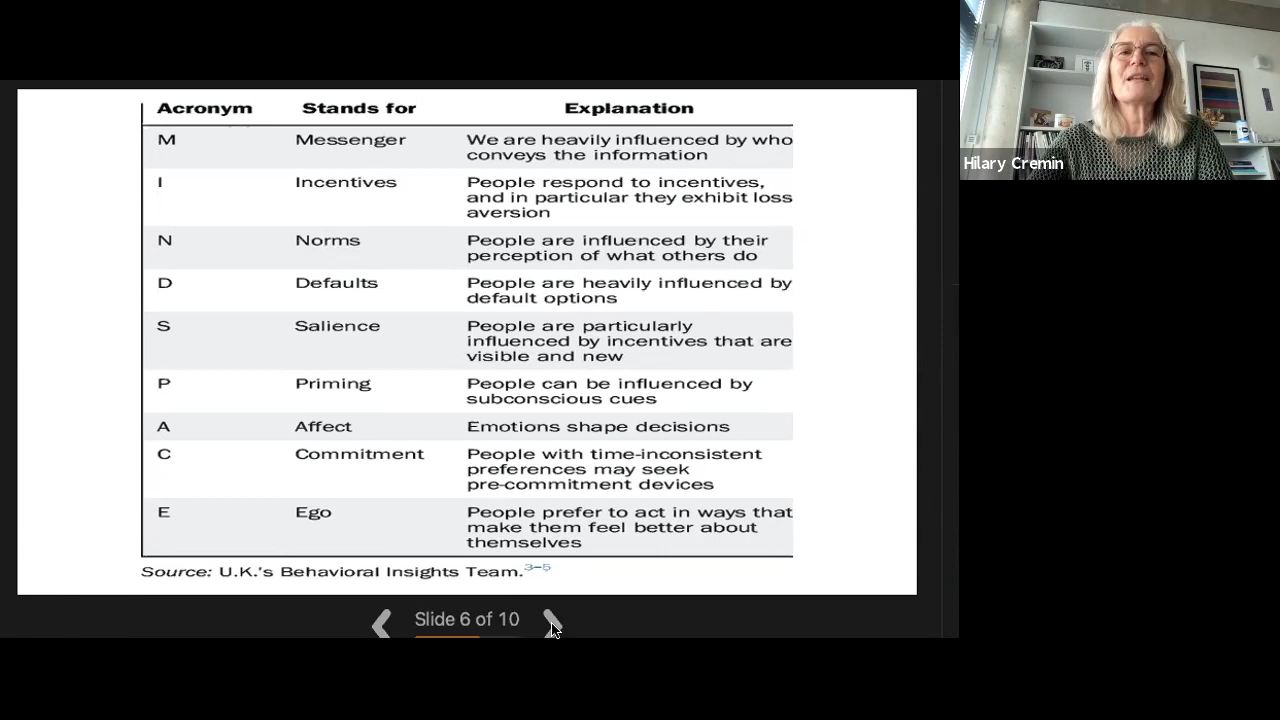 Acronym Stands for Explanation
M Messenger We are heavily influenced by who
conveys the information
I Incentives People respond to incentives,
and in particular they exhibit loss
aversion
N Norms People are influenced by their
perception of what others do
D Defaults People are heavily influenced by
default options
S Salience People are particularly
influenced by incentives that are
visible and new
P Priming People can be influenced by
subconscious cues
A Affect Emotions shape decisions
C Commitment People with time-inconsistent
preferences may seek
pre-commitment devices
E Ego People prefer to act in ways that
make them feel better about
themselves
Source: U.K.'s Behavioral Insights Team.3–5
Slide 6 of 10
Hilary Cremin